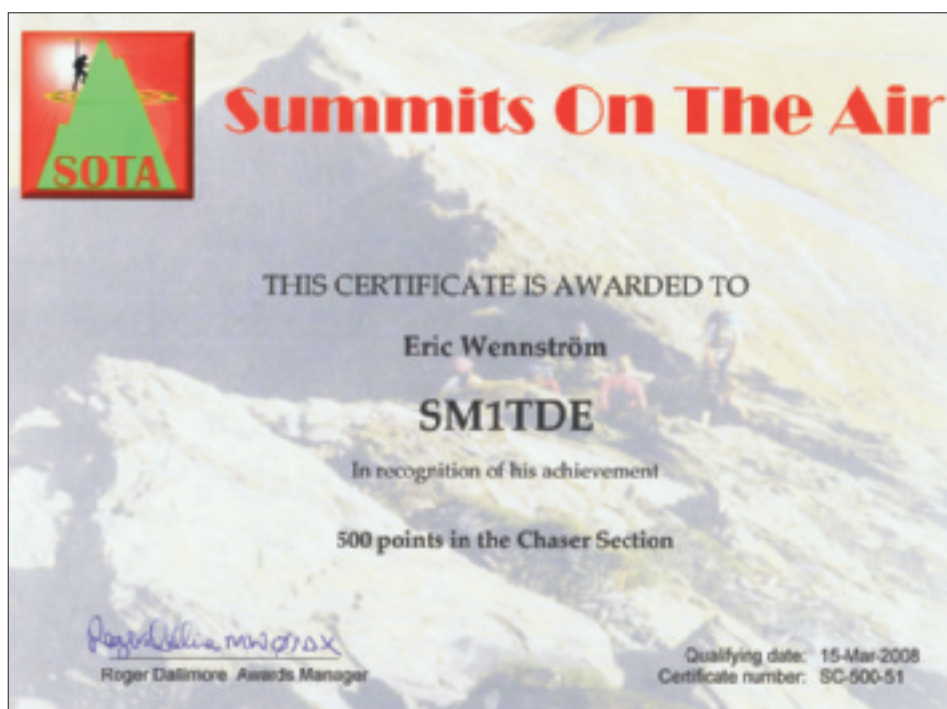 SOTA
Summits On The Air
THIS CERTIFICATE IS AWARDED TO
Eric Wennström
SM1TDE
In recognition of his achievement
500 points in the Chaser Section
Roger Dallimore Awards Manager
Qualifying date: 15-Mar-2008
Certificate number: SC-500-51